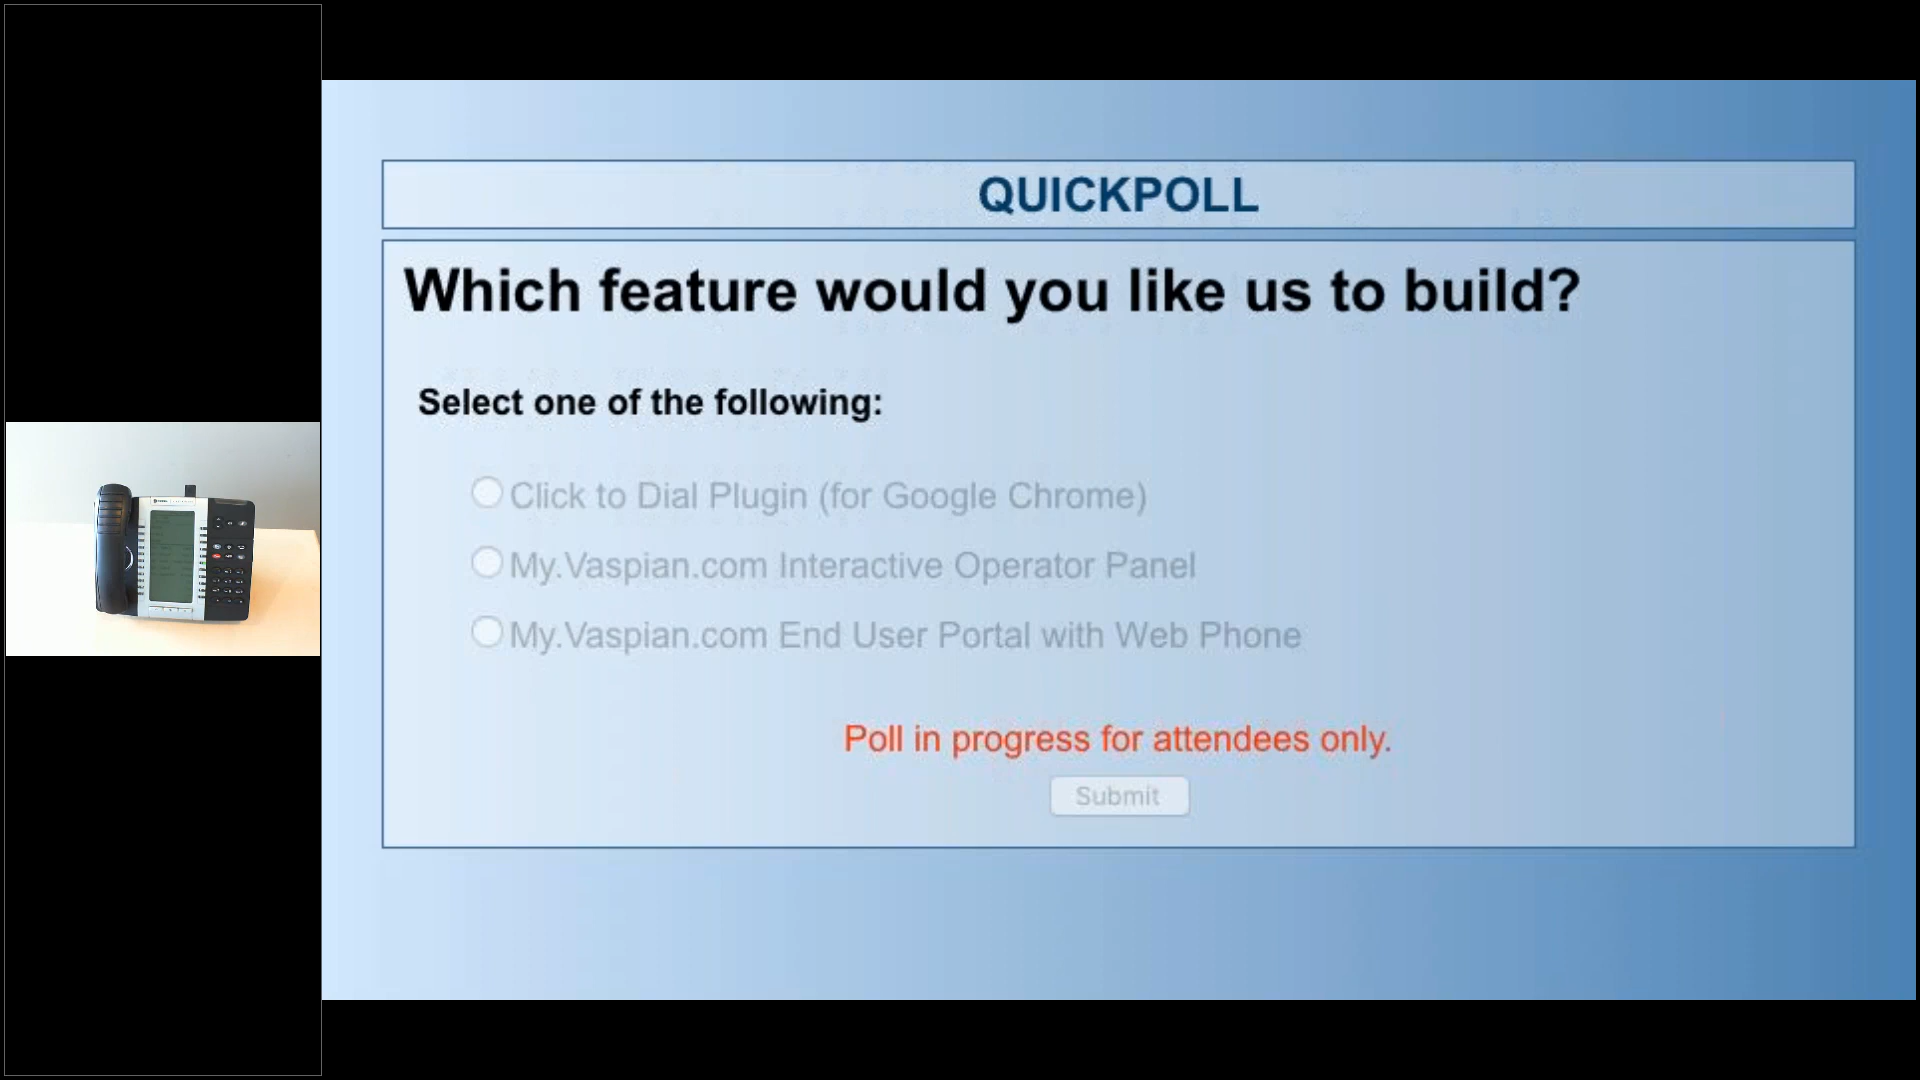 QUICKPOLL
Which feature would you like us to build?
Select one of the following:
Click to Dial Plugin (for Google Chrome)
My.Vaspian.com Interactive Operator Panel
My.Vaspian.com End User Portal with Web Phone
Poll in progress for attendees only.
Submit